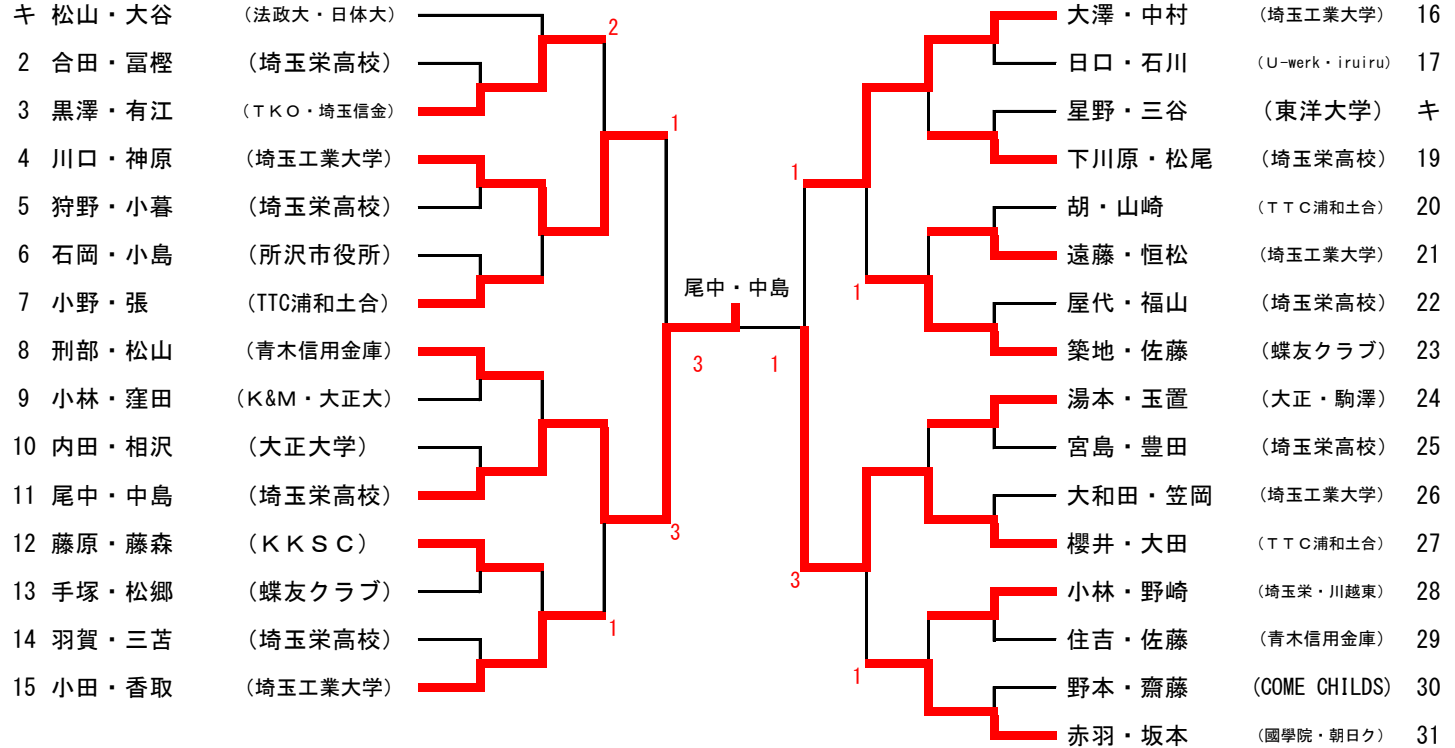 キ 松山・大谷 (法政大・日体大)
2 合田・冨樫 (埼玉栄高校)
3 黒澤・有江 (ＴＫＯ・埼玉信金)
4 川口・神原 (埼玉工業大学)
5 狩野・小暮 (埼玉栄高校)
6 石岡・小島 (所沢市役所)
7 小野・張 (TTC浦和土合)
8 刑部・松山 (青木信用金庫)
9 小林・窪田 (Ｋ&Ｍ・大正大)
10 内田・相沢 (大正大学)
11 尾中・中島 (埼玉栄高校)
12 藤原・藤森 (ＫＫＳＣ)
13 手塚・松郷 (蝶友クラブ)
14 羽賀・三苫 (埼玉栄高校)
15 小田・香取 (埼玉工業大学)
2
1
3
1
尾中・中島
3 1
1
1
3
1
大澤・中村 (埼玉工業大学) 16
日口・石川 (U-werk・iruiru) 17
星野・三谷 (東洋大学) キ
下川原・松尾 (埼玉栄高校) 19
胡・山崎 (ＴＴＣ浦和土合) 20
遠藤・恒松 (埼玉工業大学) 21
屋代・福山 (埼玉栄高校) 22
築地・佐藤 (蝶友クラブ) 23
湯本・玉置 (大正・駒澤) 24
宮島・豊田 (埼玉栄高校) 25
大和田・笠岡 (埼玉工業大学) 26
櫻井・大田 (ＴＴＣ浦和土合) 27
小林・野崎 (埼玉栄・川越東) 28
住吉・佐藤 (青木信用金庫) 29
野本・齋藤 (COME CHILDS) 30
赤羽・坂本 (國學院・朝日ク) 31